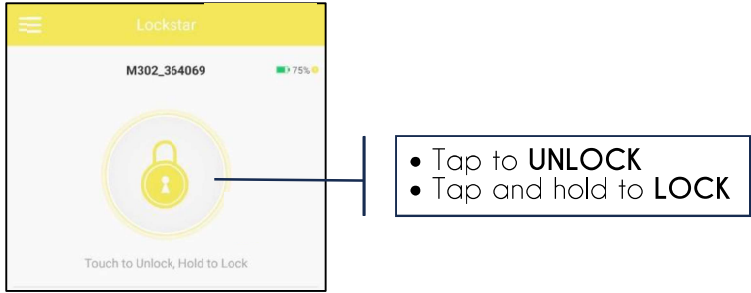 Lockstar
M302_354069
75%
Touch to Unlock, Hold to Lock
• Tap to UNLOCK
• Tap and hold to LOCK